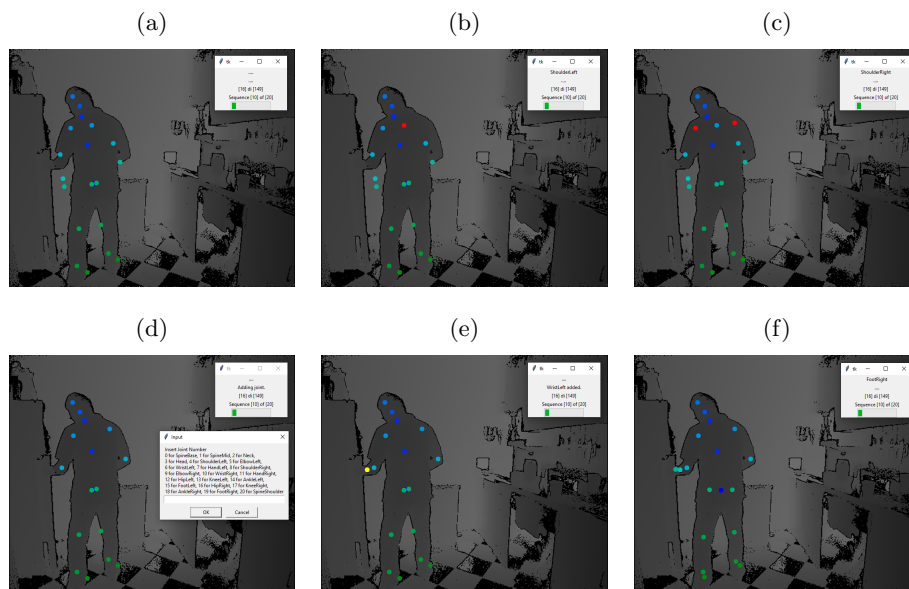 (a)
(b)
(c)
tk
...
...
[16] di [149]
Sequence [10] of [20]
tk
ShoulderLeft
...
[16] di [149]
Sequence [10] of [20]
tk
ShoulderRight
...
[16] di [149]
Sequence [10] of [20]
(d)
(e)
(f)
tk
...
Adding joint.
[16] di [149]
Sequence [10] of [20]
Input
Insert Joint Number
0 for SpineBase, 1 for SpineMid, 2 for Neck,
3 for Head, 4 for ShoulderLeft, 5 for ElbowLeft,
6 for WristLeft, 7 for HandLeft, 8 for ShoulderRight,
9 for ElbowRight, 10 for WristRight, 11 for HandRight,
12 for HipLeft, 13 for KneeLeft, 14 for AnkleLeft,
15 for FootLeft, 16 for HipRight, 17 for KneeRight,
18 for AnkleRight, 19 for FootRight, 20 for SpineShoulder
OK
Cancel
tk
...
WristLeft added.
[16] di [149]
Sequence [10] of [20]
tk
FootRight
...
[16] di [149]
Sequence [10] of [20]